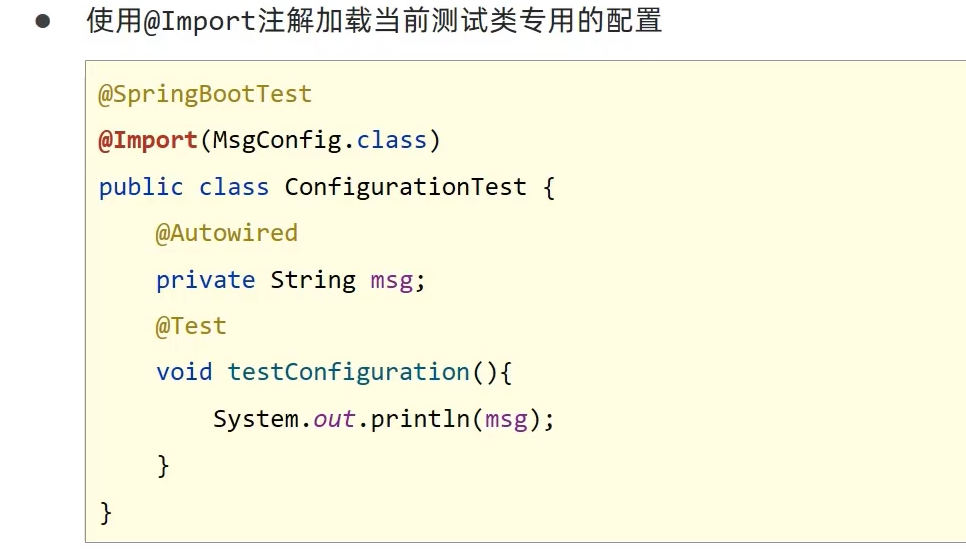 ● 使用@Import注解加载当前测试类专用的配置
@SpringBootTest
@Import(MsgConfig.class)
public class ConfigurationTest {
    @Autowired
    private String msg;
    @Test
    void testConfiguration(){
        System.out.println(msg);
    }
}